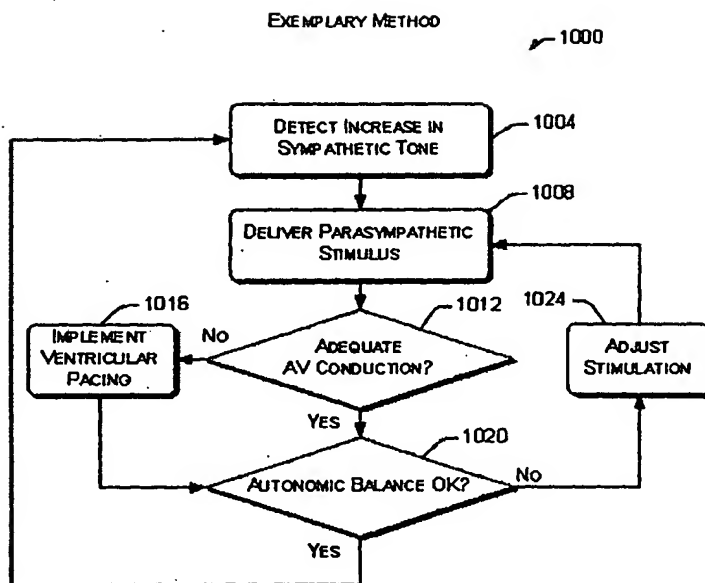 EXEMPLARY METHOD
1000
DETECT INCREASE IN
SYMPATHETIC TONE
1004
1008
DELIVER PARASYMPATHETIC
STIMULUS
1016
IMPLEMENT
VENTRICULAR
PACING
No
1012
ADEQUATE
AV CONDUCTION?
1024
ADJUST
STIMULATION
YES
1020
AUTONOMIC BALANCE OK?
No
YES